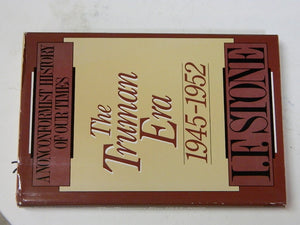 A NONCONFORMIST HISTORY
OF OUR TIMES
The
Truman
Era
1945-1952
I.F. STONE